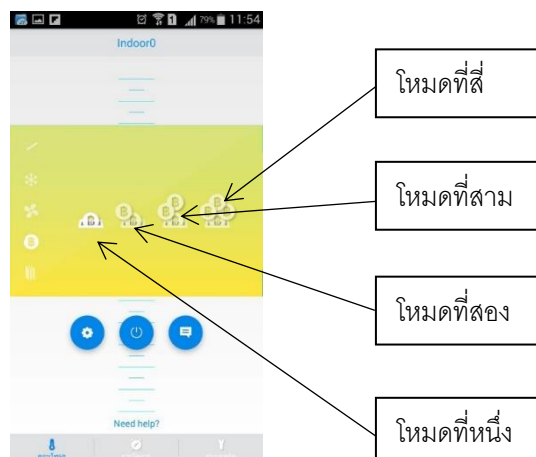 79% 11:54
Indoor0
โหมดที่สี่
โหมดที่สาม
โหมดที่สอง
โหมดที่หนึ่ง
Need help?